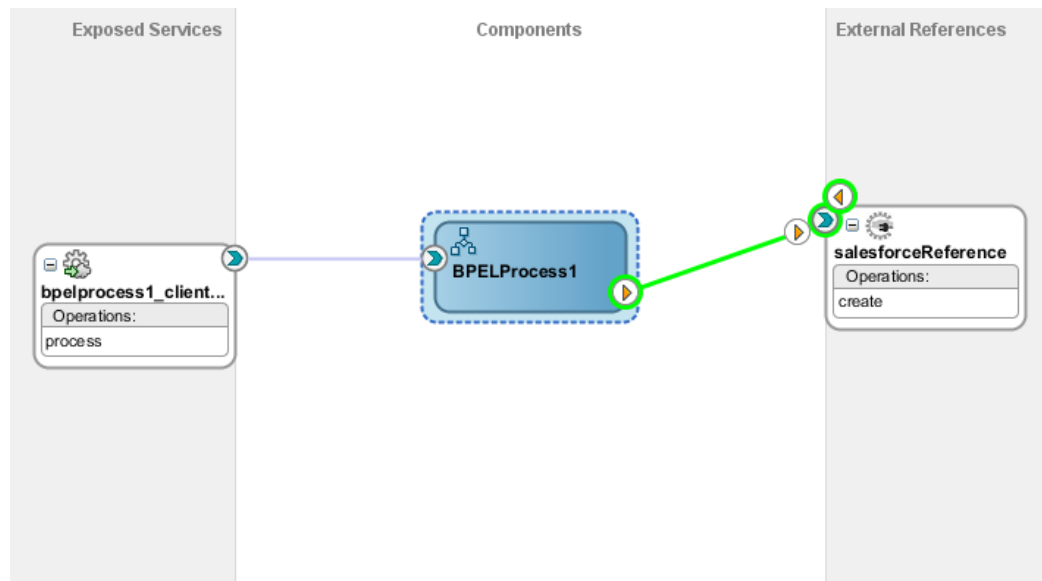 Exposed Services
Components
External References
bpelprocess1_client...
Operations:
process
BPELProcess1
salesforceReference
Operations:
create